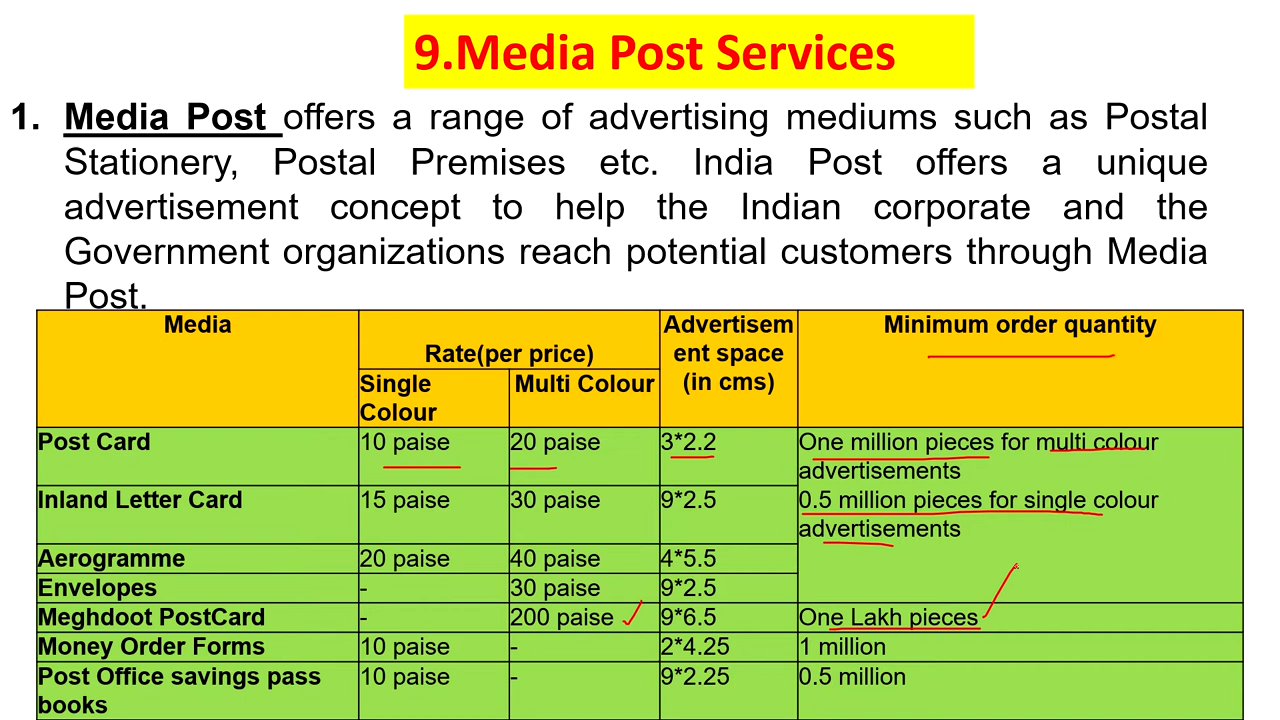 9.Media Post Services
1. Media Post offers a range of advertising mediums such as Postal
Stationery, Postal Premises etc. India Post offers a unique
advertisement concept to help the Indian corporate and the
Government organizations reach potential customers through Media
Post.
Media
Rate(per price)
Advertisem
ent space
(in cms)
Minimum order quantity
Single
Colour
Multi Colour
Post Card
10 paise
20 paise
3*2.2
One million pieces for multi colour
advertisements
Inland Letter Card
15 paise
30 paise
9*2.5
0.5 million pieces for single colour
advertisements
Aerogramme
20 paise
40 paise
4*5.5
Envelopes
-
30 paise
9*2.5
Meghdoot PostCard
-
200 paise
9*6.5
One Lakh pieces
Money Order Forms
10 paise
-
2*4.25
1 million
Post Office savings pass
books
10 paise
-
9*2.25
0.5 million